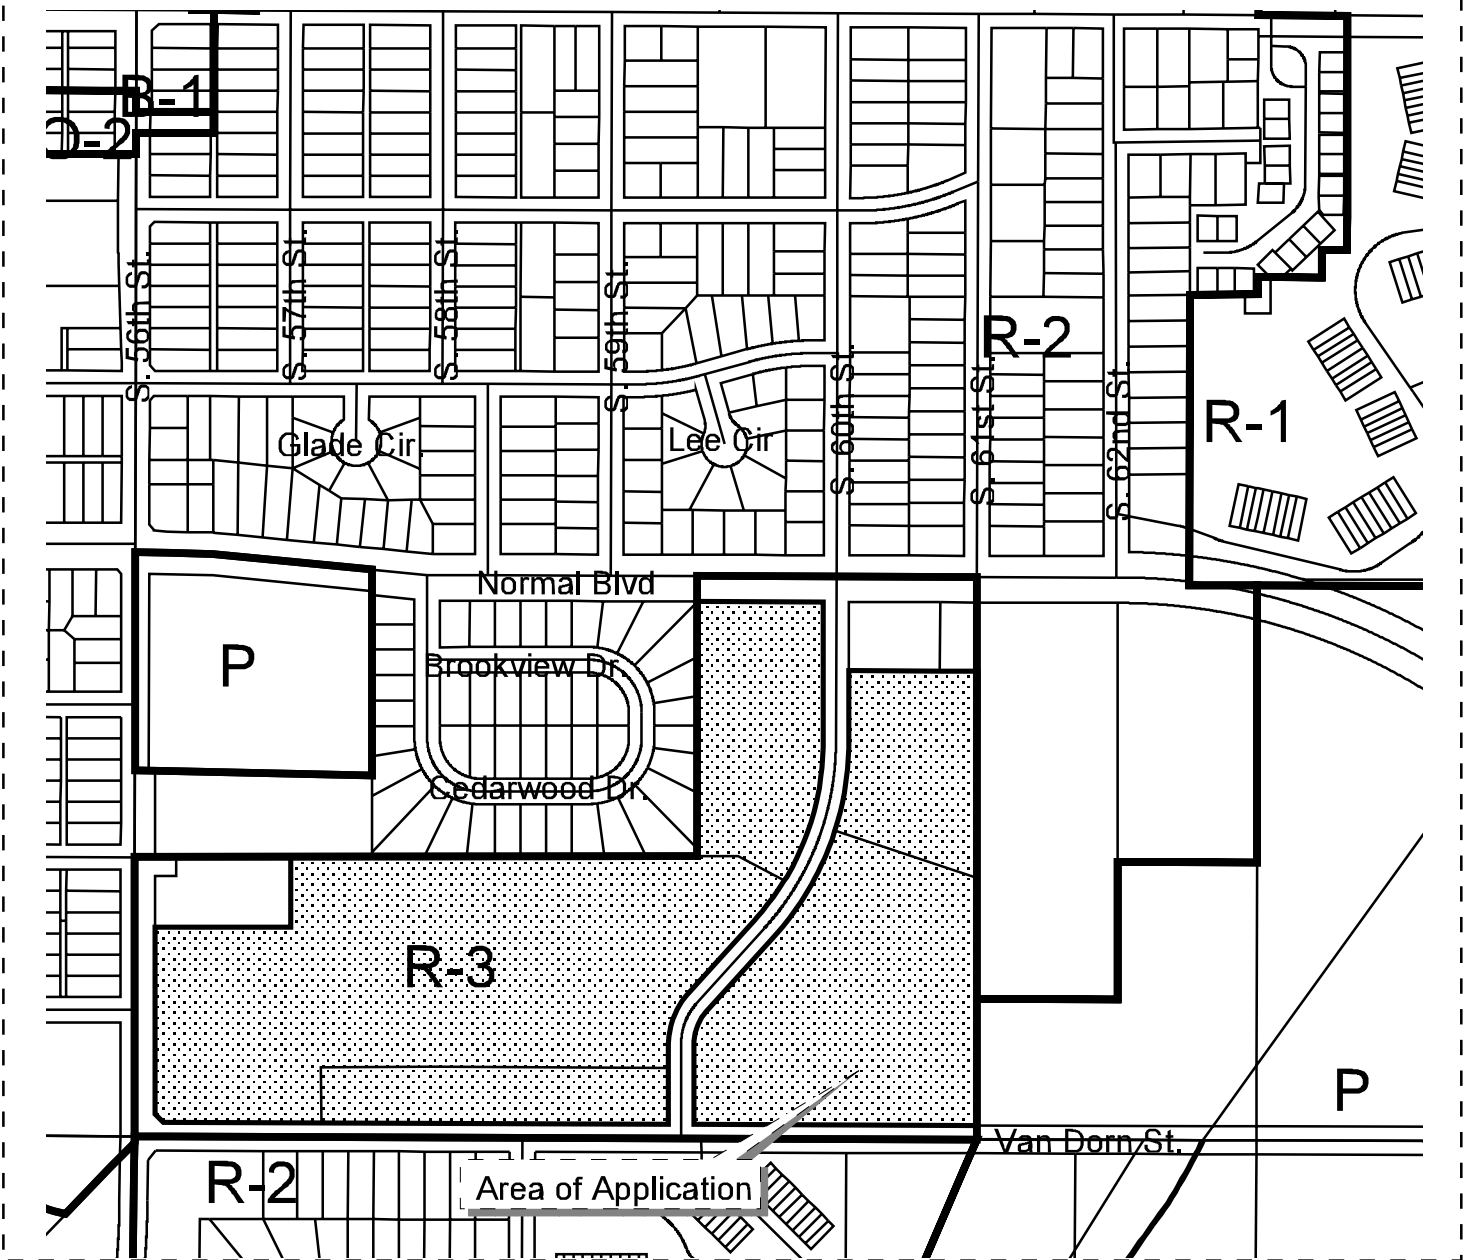 B-1
O-2
S. 56th St.
S. 57th St.
S. 58th St.
S. 59th St.
S. 60th St.
S. 61st St.
S. 62nd St.
R-2
R-1
Glade Cir.
Lee Cir
Normal Blvd
P
Brookview Dr.
Cedarwood Dr.
R-3
P
Van Dorn St.
R-2
Area of Application